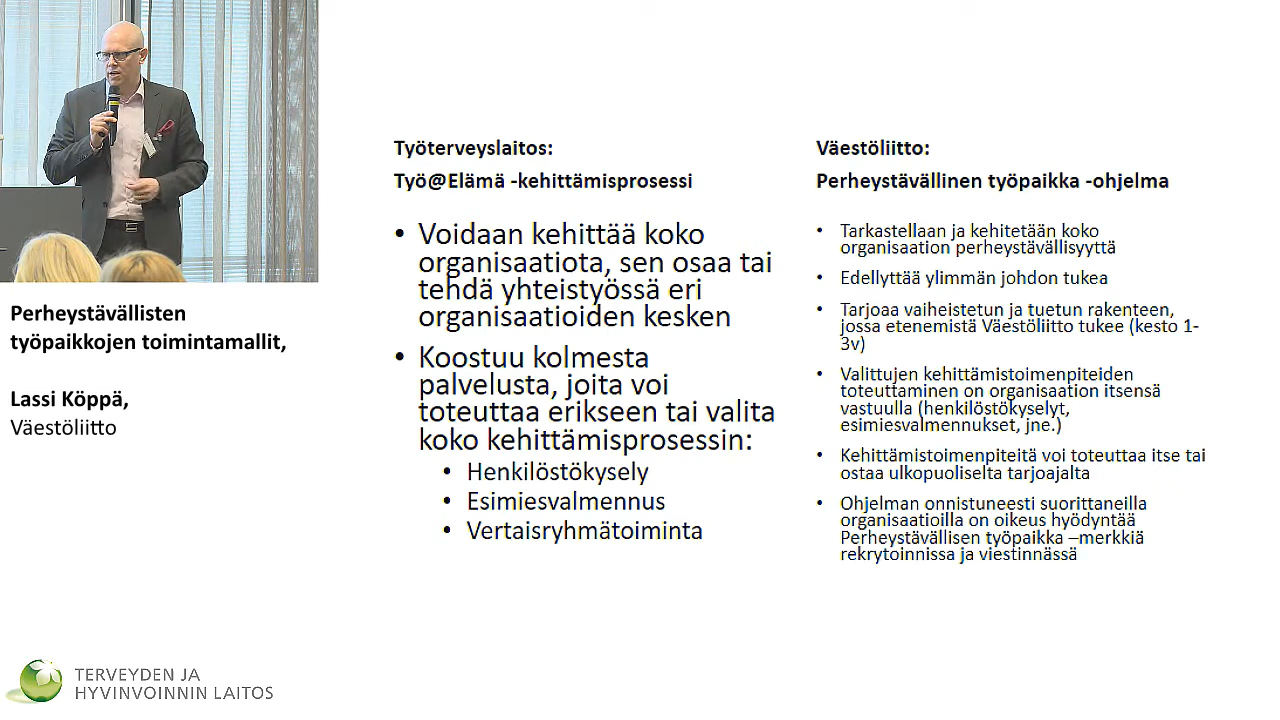 Perheystävällisten
työpaikkojen toimintamallit,
Lassi Köppä,
Väestöliitto
Työterveyslaitos:
Työ@Elämä -kehittämisprosessi
• Voidaan kehittää koko
organisaatiota, sen osaa tai
tehdä yhteistyössä eri
organisaatioiden kesken
• Koostuu kolmesta
palvelusta, joita voi
toteuttaa erikseen tai valita
koko kehittämisprosessin:
• Henkilöstökysely
• Esimiesvalmennus
• Vertaisryhmätoiminta
Väestöliitto:
Perheystävällinen työpaikka -ohjelma
• Tarkastellaan ja kehitetään koko
organisaation perheystävällisyyttä
• Edellyttää ylimmän johdon tukea
• Tarjoaa vaiheistetun ja tuetun rakenteen,
jossa etenemistä Väestöliitto tukee (kesto 1-
3v)
• Valittujen kehittämistoimenpiteiden
toteuttaminen on organisaation itsensä
vastuulla (henkilöstökyselyt,
esimiesvalmennukset, jne.)
• Kehittämistoimenpiteitä voi toteuttaa itse tai
ostaa ulkopuoliselta tarjoajalta
• Ohjelman onnistuneesti suorittaneilla
organisaatioilla on oikeus hyödyntää
Perheystävällisen työpaikka –merkkiä
rekrytoinnissa ja viestinnässä
TERVEYDEN JA
HYVINVOINNIN LAITOS